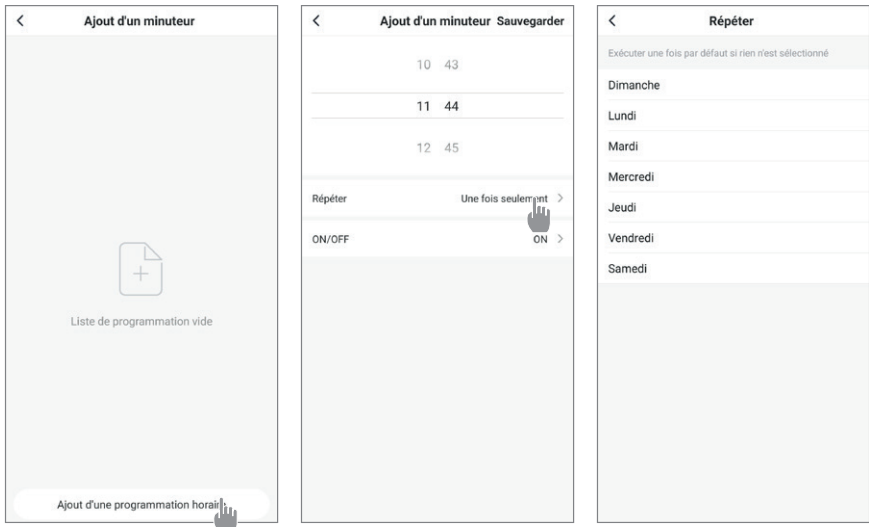 Ajout d'un minuteur
Liste de programmation vide
Ajout d'une programmation
Ajout d'un minuteur Sauvegarder
10 43
11 44
12 45
Répéter Une fois seulement
ON/OFF ON
Répéter
Exécuter une fois par défaut si rien n'est sélectionné
Dimanche
Lundi
Mardi
Mercredi
Jeudi
Vendredi
Samedi